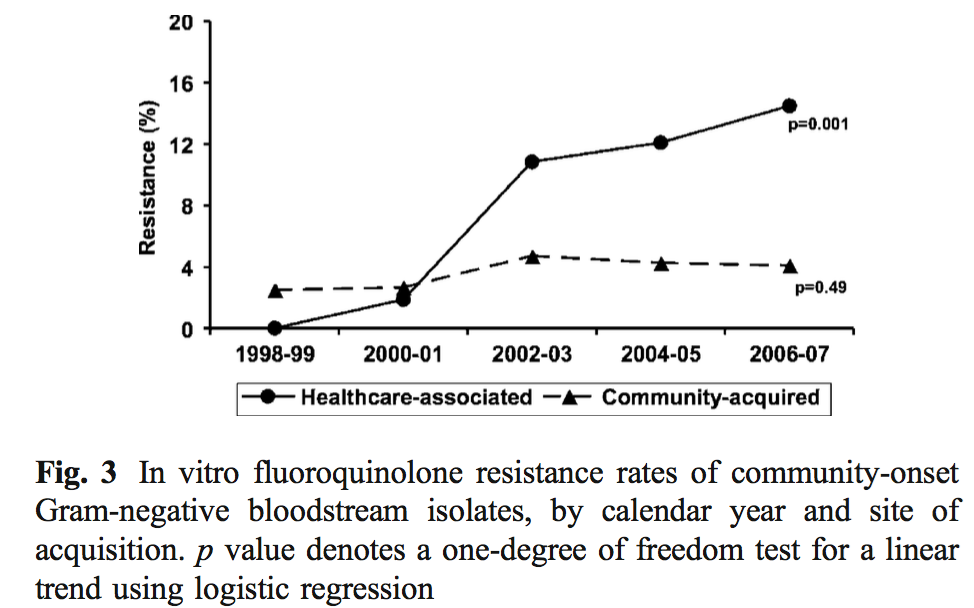 20
16
12
8
4
0
Resistance (%)
p=0.001
p=0.49
1998-99 2000-01 2002-03 2004-05 2006-07
Healthcare-associated Community-acquired
Fig. 3 In vitro fluoroquinolone resistance rates of community-onset
Gram-negative bloodstream isolates, by calendar year and site of
acquisition. p value denotes a one-degree of freedom test for a linear
trend using logistic regression